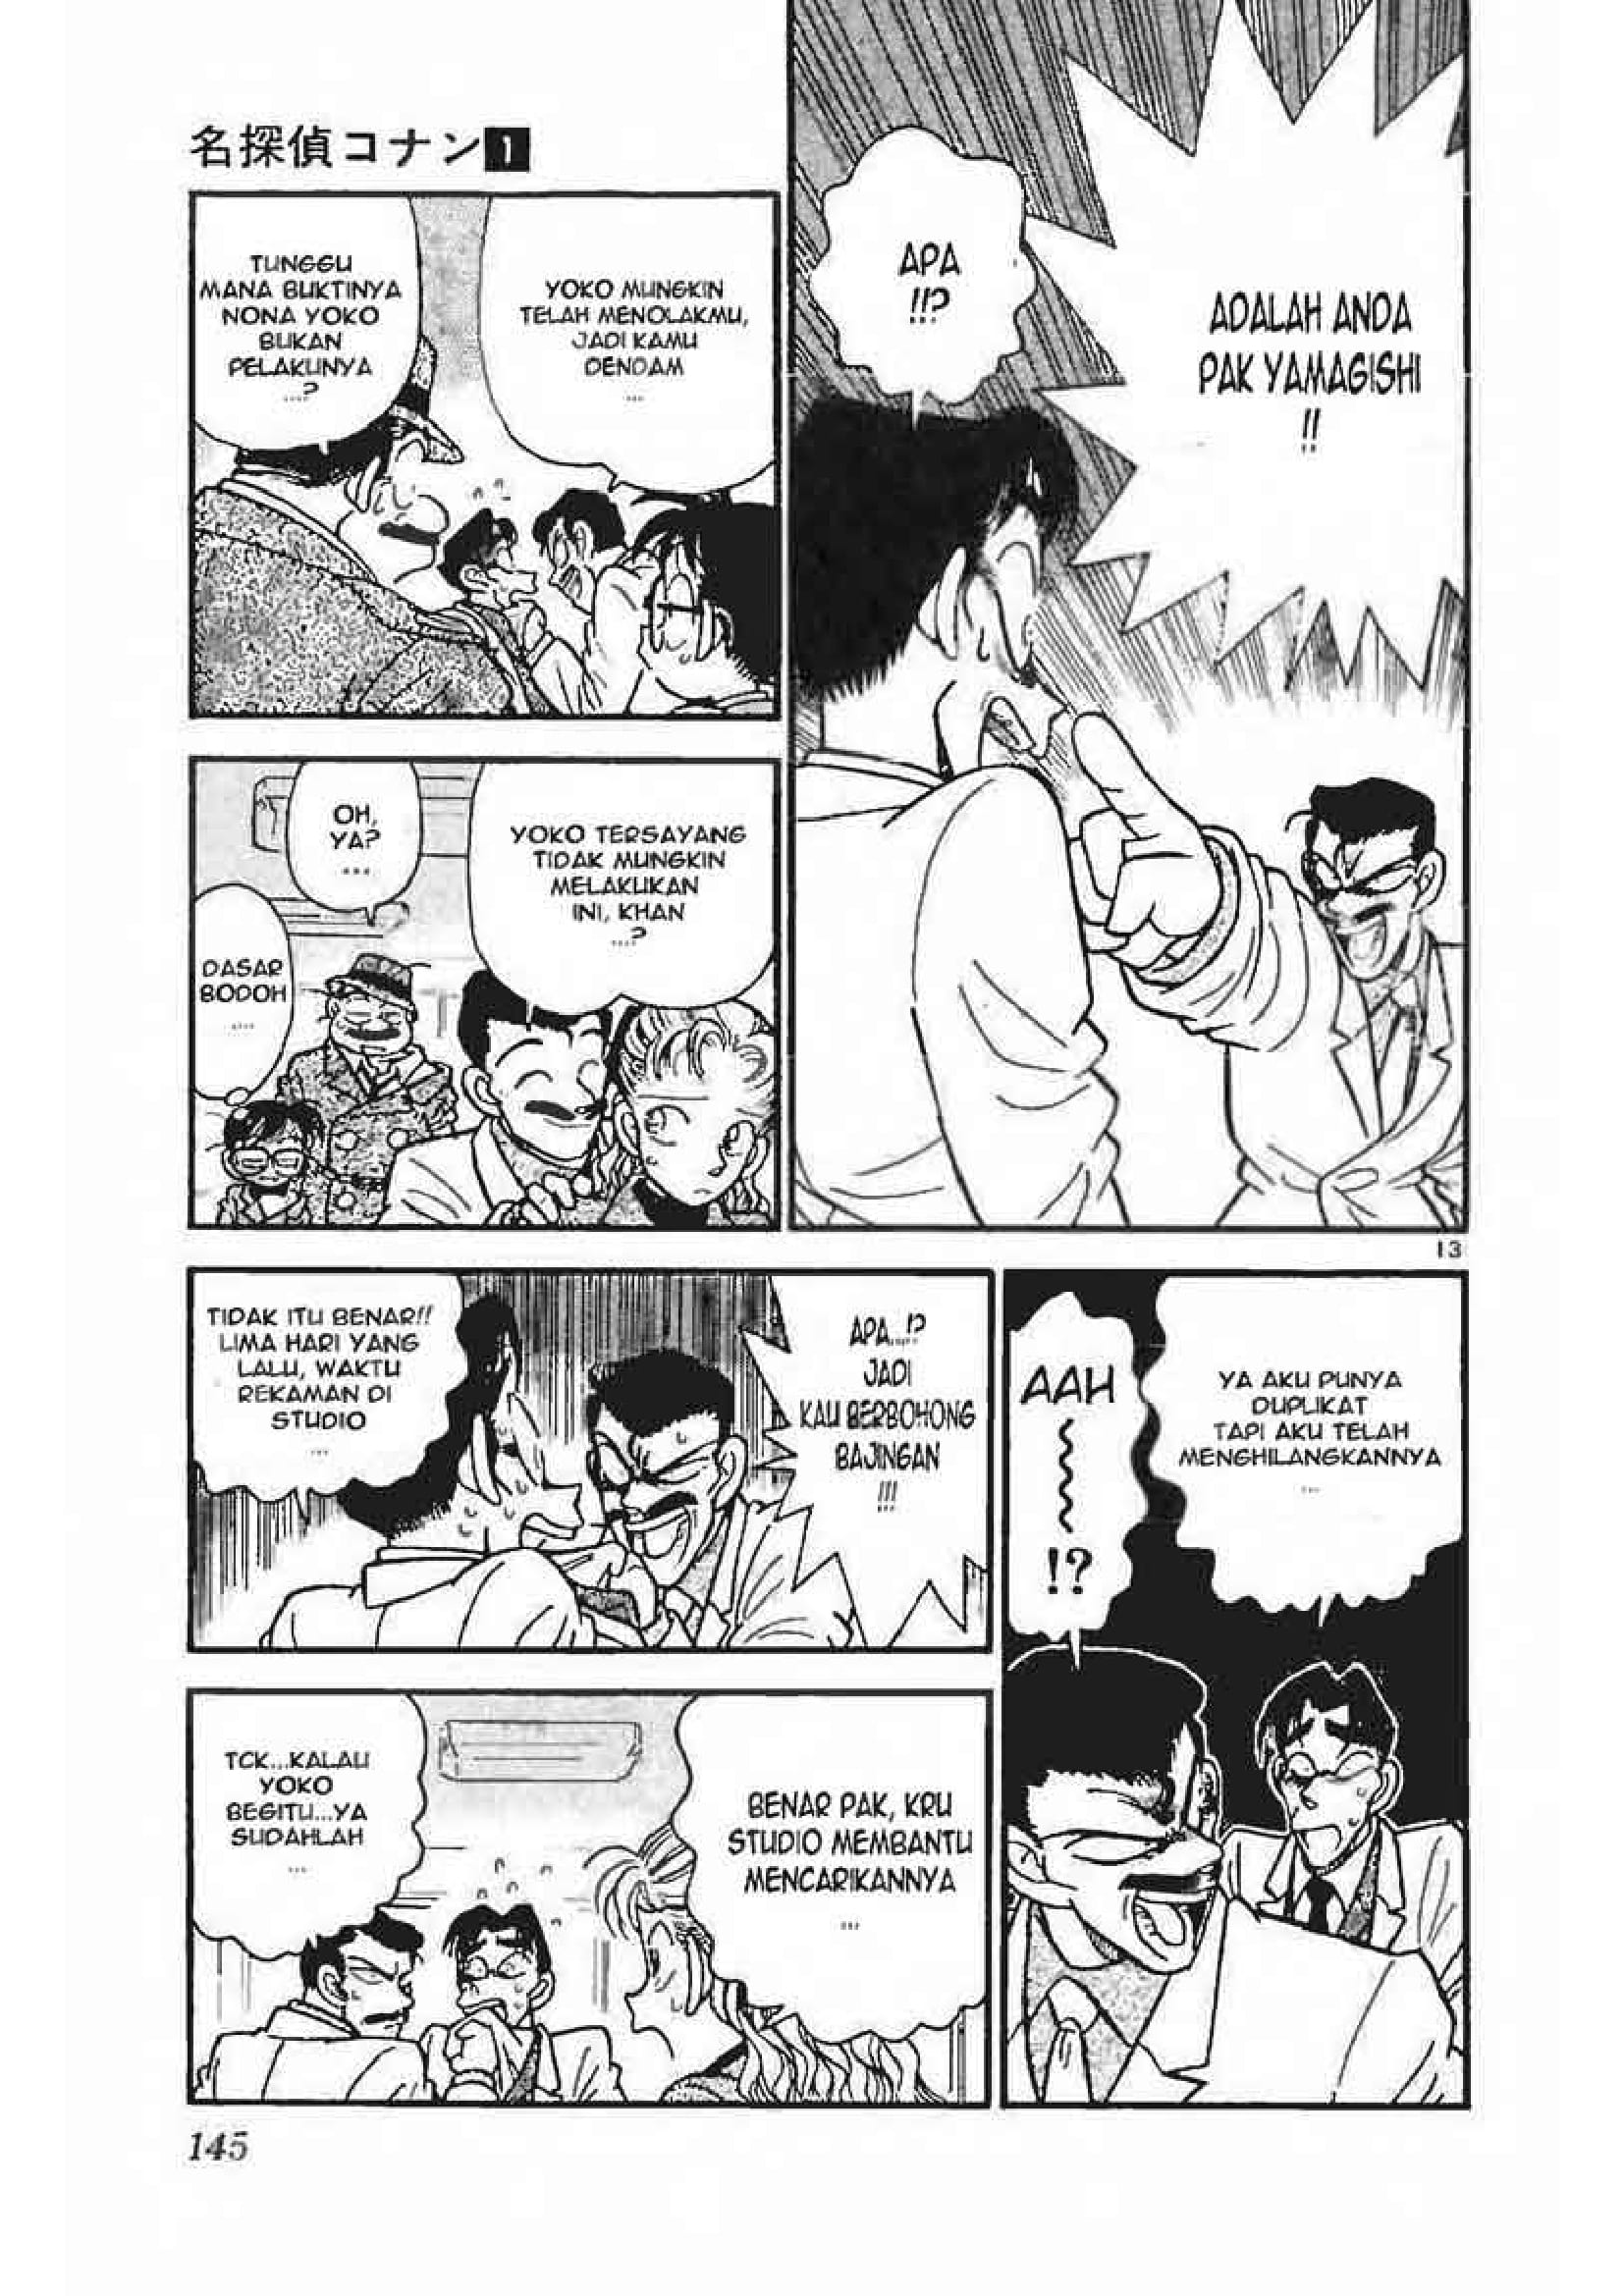 名探偵コナン1
ADALAH ANDA
PAK YAMAGISHI
!!
APA
!!?
YOKO MUNGKIN
TELAH MENOLAKMU,
JADI KAMU
DENDAM
...
TUNGGU
MANA BUKTINYA
NONA YOKO
BUKAN
PELAKUNYA
....?
YOKO TERSAYANG
TIDAK MUNGKIN
MELAKUKAN
INI, KHAN
....?
OH,
YA?
...
DASAR
BODOH
....
13
YA AKU PUNYA
DUPLIKAT
TAPI AKU TELAH
MENGHILANGKANNYA
...
AAH
!?
APA...!?
JADI
KAU BERBOHONG
BAJINGAN
!!!
TIDAK ITU BENAR!!
LIMA HARI YANG
LALU, WAKTU
REKAMAN DI
STUDIO
...
BENAR PAK, KRU
STUDIO MEMBANTU
MENCARIKANNYA
...
TCK...KALAU
YOKO
BEGITU...YA
SUDAHLAH
...
145